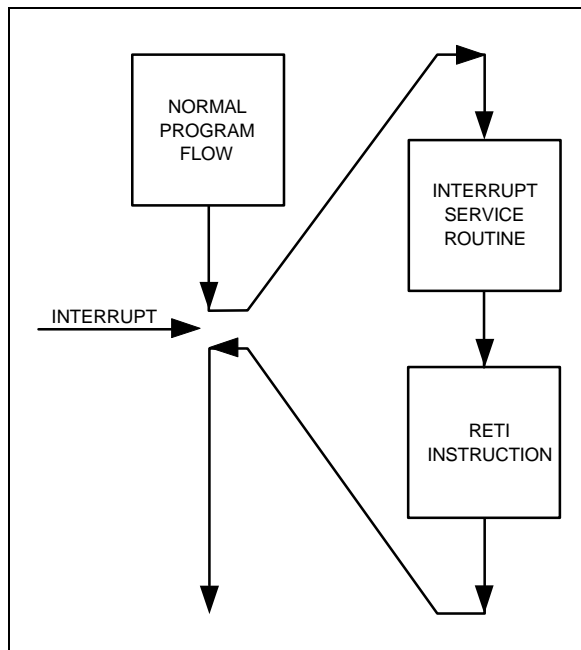 NORMAL
PROGRAM
FLOW
INTERRUPT
SERVICE
ROUTINE
INTERRUPT
RETI
INSTRUCTION